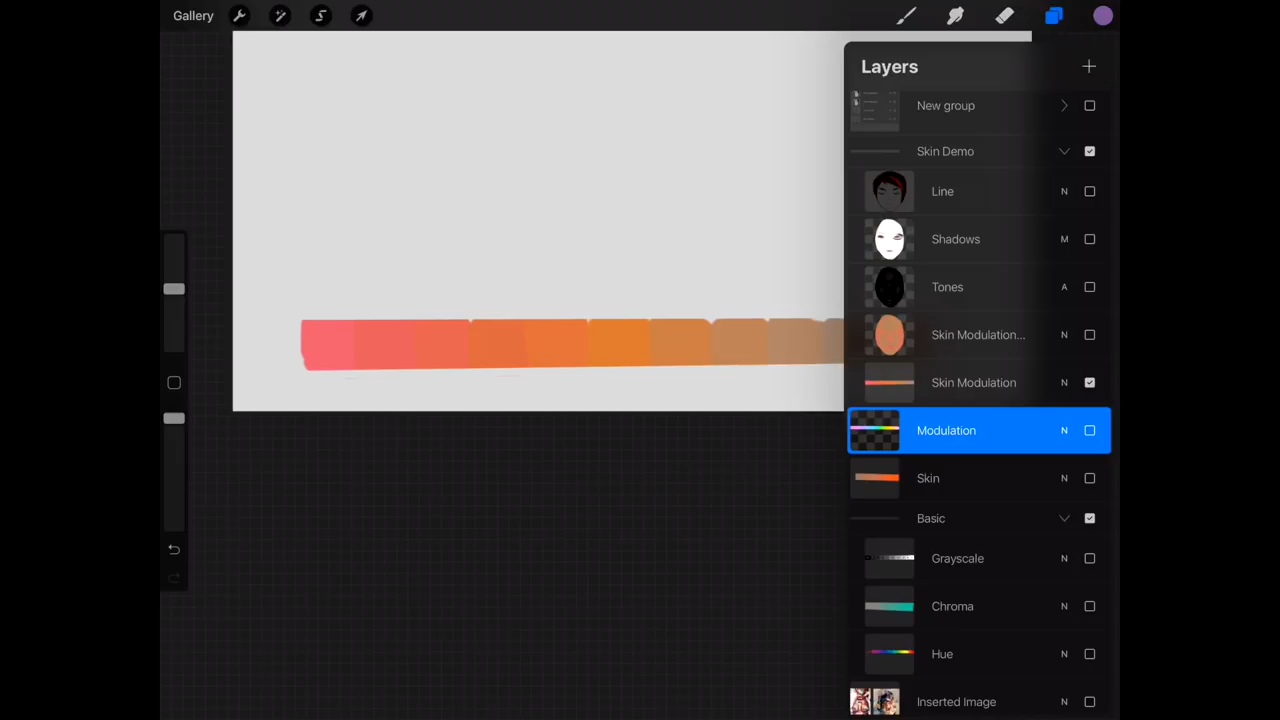 Gallery
Layers
New group
Skin Demo
Line N
Shadows M
Tones A
Skin Modulation... N
Skin Modulation N
Modulation N
Skin N
Basic
Grayscale N
Chroma N
Hue N
Inserted Image N